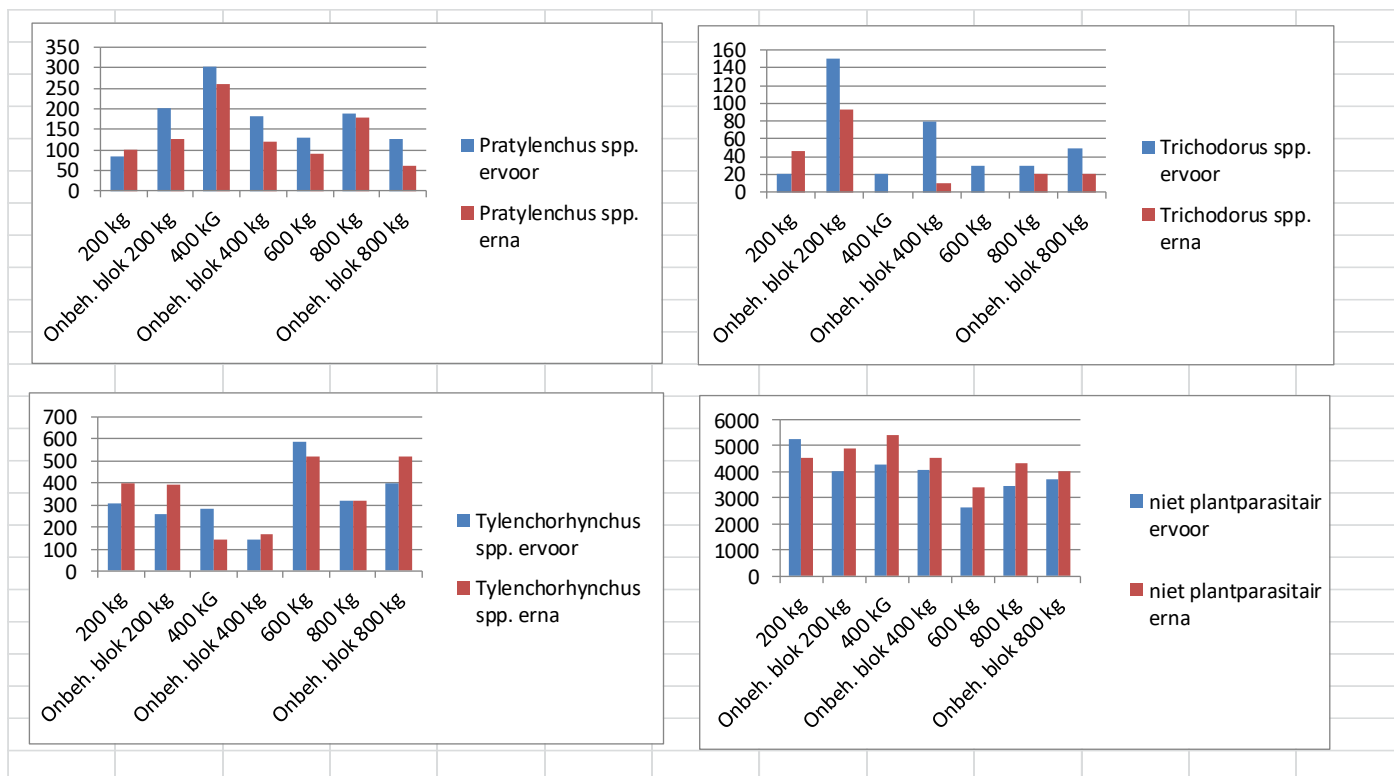 350
300
250
200
150
100
50
0
200 kg
Onbeh. blok 200 kg
400 kG
Onbeh. blok 400 kg
600 Kg
800 Kg
Onbeh. blok 800 kg
Pratylenchus spp.
ervoor
Pratylenchus spp.
erna
160
140
120
100
80
60
40
20
0
200 kg
Onbeh. blok 200 kg
400 kG
Onbeh. blok 400 kg
600 Kg
800 Kg
Onbeh. blok 800 kg
Trichodorus spp.
ervoor
Trichodorus spp.
erna
700
600
500
400
300
200
100
0
200 kg
Onbeh. blok 200 kg
400 kG
Onbeh. blok 400 kg
600 Kg
800 Kg
Onbeh. blok 800 kg
Tylenchorhynchus
spp. ervoor
Tylenchorhynchus
spp. erna
6000
5000
4000
3000
2000
1000
0
200 kg
Onbeh. blok 200 kg
400 kG
Onbeh. blok 400 kg
600 Kg
800 Kg
Onbeh. blok 800 kg
niet plantparasitair
ervoor
niet plantparasitair
erna